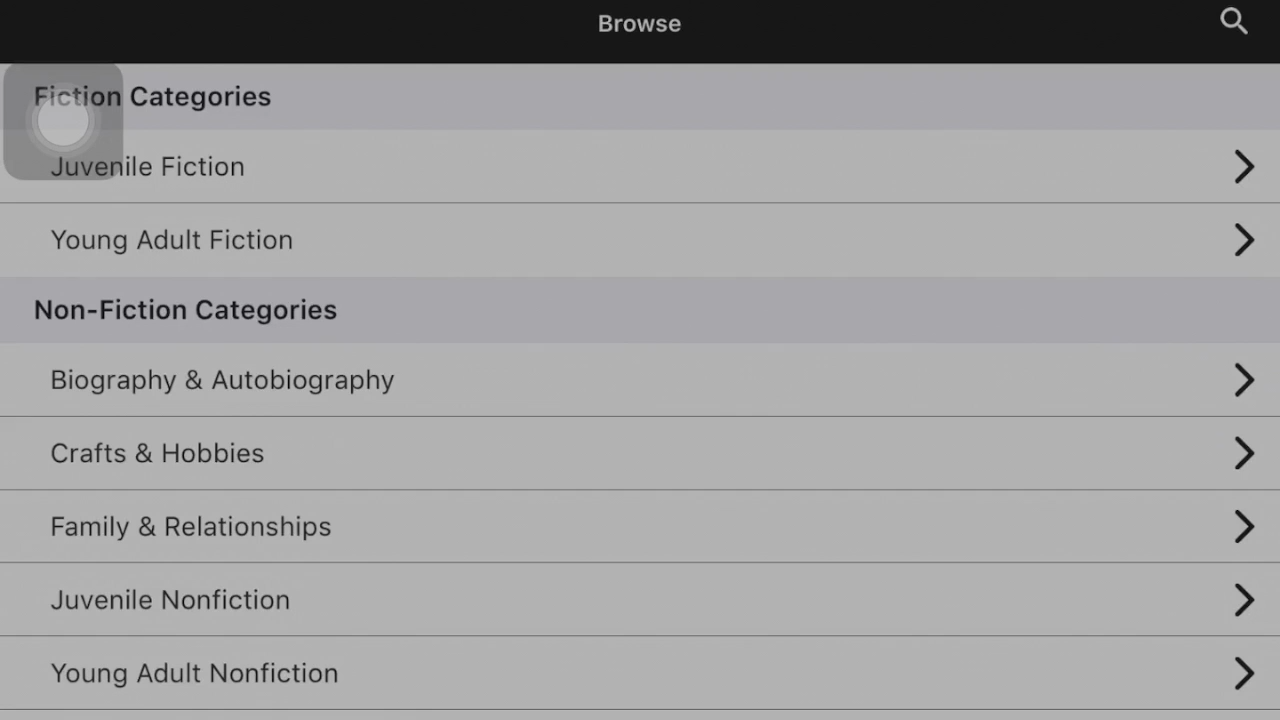 Browse
Fiction Categories
Juvenile Fiction
Young Adult Fiction
Non-Fiction Categories
Biography & Autobiography
Crafts & Hobbies
Family & Relationships
Juvenile Nonfiction
Young Adult Nonfiction